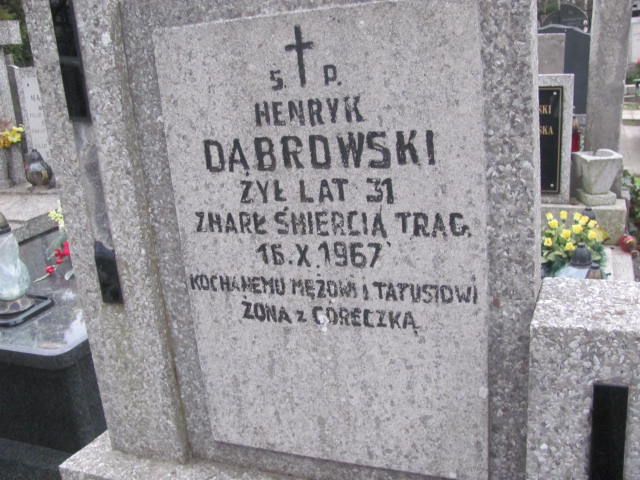 Ś. P.
HENRYK
DĄBROWSKI
ŻYŁ LAT 31
ZMARŁ ŚMIERCIĄ TRAG.
16.X.1967
KOCHANEMU MĘŻOWI I TATUSIOWI
ŻONA z CÓRECZKĄ